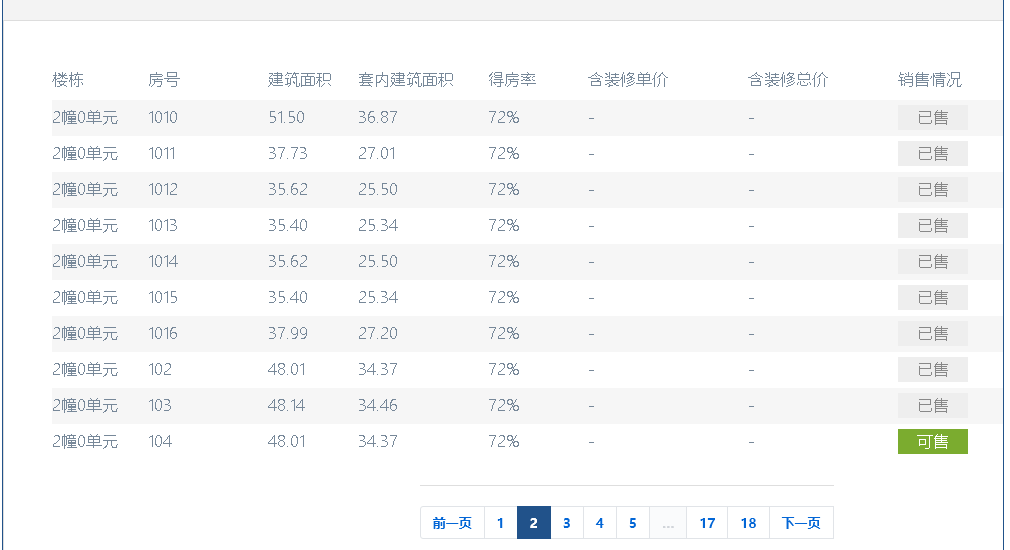 楼栋 房号 建筑面积 套内建筑面积 得房率 含装修单价 含装修总价 销售情况
2幢0单元 1010 51.50 36.87 72% - - 已售
2幢0单元 1011 37.73 27.01 72% - - 已售
2幢0单元 1012 35.62 25.50 72% - - 已售
2幢0单元 1013 35.40 25.34 72% - - 已售
2幢0单元 1014 35.62 25.50 72% - - 已售
2幢0单元 1015 35.40 25.34 72% - - 已售
2幢0单元 1016 37.99 27.20 72% - - 已售
2幢0单元 102 48.01 34.37 72% - - 已售
2幢0单元 103 48.14 34.46 72% - - 已售
2幢0单元 104 48.01 34.37 72% - - 可售
前一页 1 2 3 4 5 ... 17 18 下一页